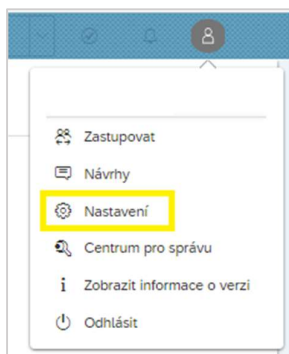 Zastupovat
Návrhy
Nastavení
Centrum pro správu
Zobrazit informace o verzi
Odhlásit